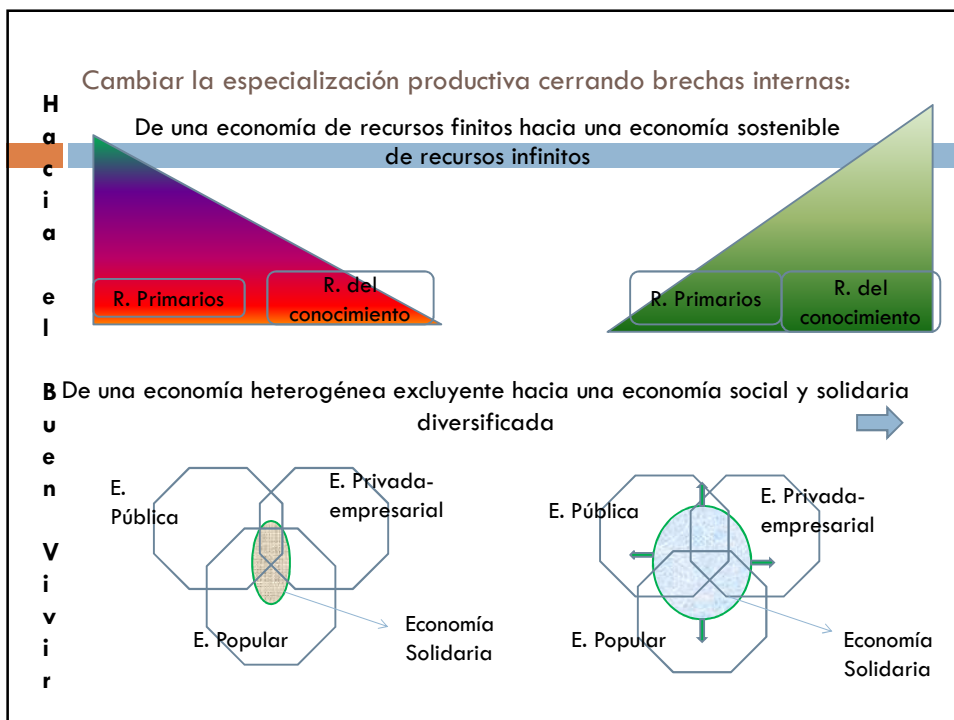 Cambiar la especialización productiva cerrando brechas internas:
De una economía de recursos finitos hacia una economía sostenible
de recursos infinitos
Hacia el Buen Vivir
R. Primarios
R. del
conocimiento
R. Primarios
R. del
conocimiento
De una economía heterogénea excluyente hacia una economía social y solidaria
diversificada
E.
Pública
E. Privada-
empresarial
E. Popular
Economía
Solidaria
E. Pública
E. Privada-
empresarial
E. Popular
Economía
Solidaria